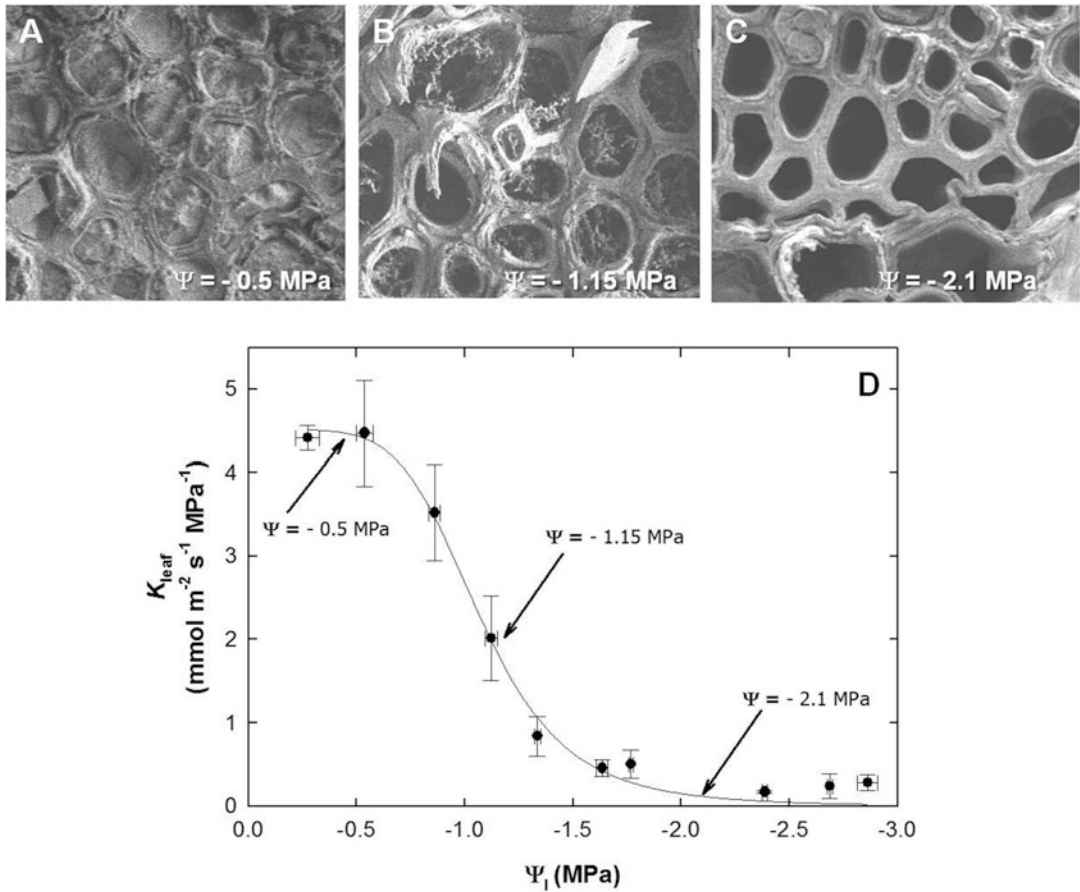 A
B
C
Ψ = - 0.5 MPa
Ψ = - 1.15 MPa
Ψ = - 2.1 MPa
D
5
4
3
2
1
0
K_leaf
(mmol m⁻² s⁻¹ MPa⁻¹)
Ψ = - 0.5 MPa
Ψ = - 1.15 MPa
Ψ = - 2.1 MPa
0.0 -0.5 -1.0 -1.5 -2.0 -2.5 -3.0
Ψ_l (MPa)